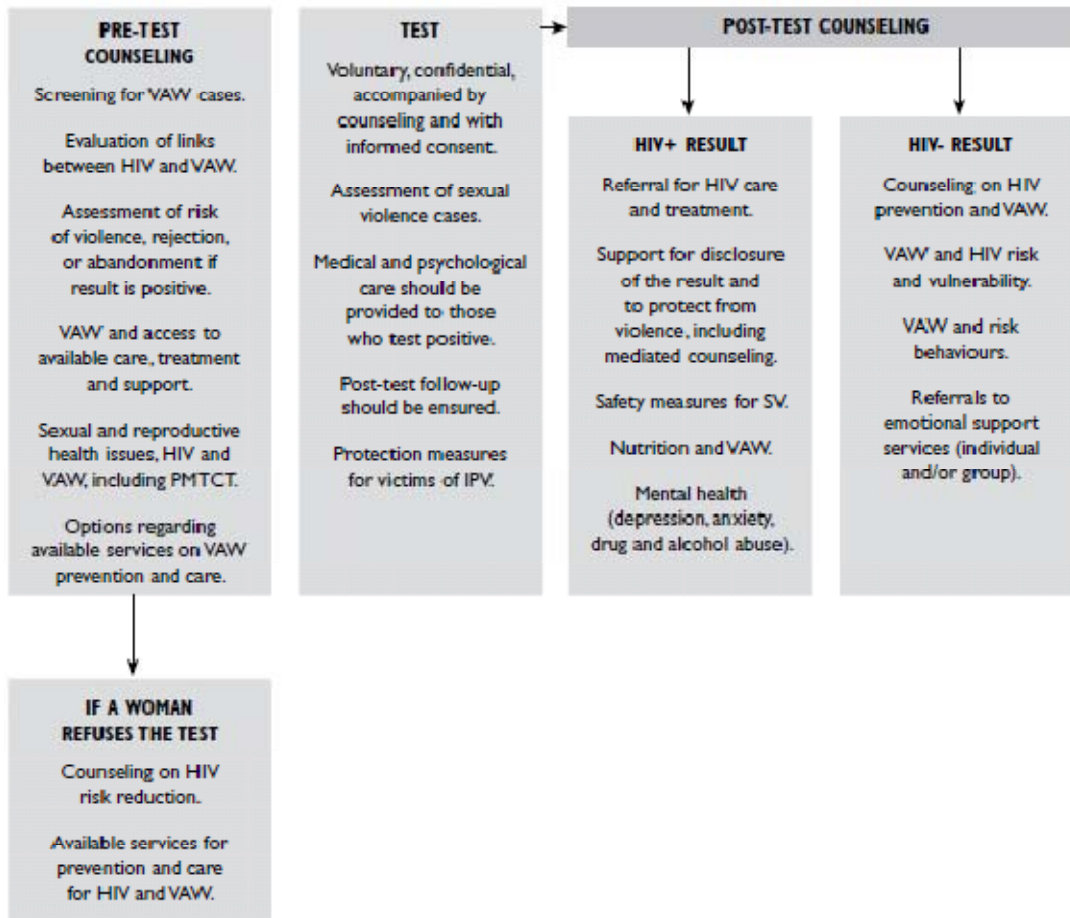 PRE-TEST
COUNSELING
Screening for VAW cases.
Evaluation of links
between HIV and VAW.
Assessment of risk
of violence, rejection,
or abandonment if
result is positive.
VAW and access to
available care, treatment
and support.
Sexual and reproductive
health issues, HIV and
VAW, including PMTCT.
Options regarding
available services on VAW
prevention and care.
IF A WOMAN
REFUSES THE TEST
Counseling on HIV
risk reduction.
Available services for
prevention and care
for HIV and VAW.
TEST
Voluntary, confidential,
accompanied by
counseling and with
informed consent.
Assessment of sexual
violence cases.
Medical and psychological
care should be
provided to those
who test positive.
Post-test follow-up
should be ensured.
Protection measures
for victims of IPV.
POST-TEST COUNSELING
HIV+ RESULT
Referral for HIV care
and treatment.
Support for disclosure
of the result and
to protect from
violence, including
mediated counseling.
Safety measures for SV.
Nutrition and VAW.
Mental health
(depression, anxiety,
drug and alcohol abuse).
HIV- RESULT
Counseling on HIV
prevention and VAW.
VAW and HIV risk
and vulnerability.
VAW and risk
behaviours.
Referrals to
emotional support
services (individual
and/or group).